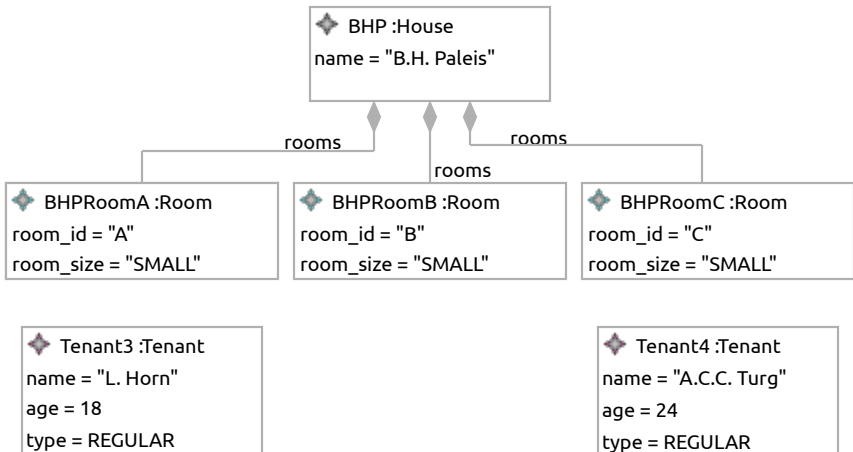 BHP :House
name = "B.H. Paleis"
rooms
rooms
rooms
BHPRoomA :Room
room_id = "A"
room_size = "SMALL"
BHPRoomB :Room
room_id = "B"
room_size = "SMALL"
BHPRoomC :Room
room_id = "C"
room_size = "SMALL"
Tenant3 :Tenant
name = "L. Horn"
age = 18
type = REGULAR
Tenant4 :Tenant
name = "A.C.C. Turg"
age = 24
type = REGULAR